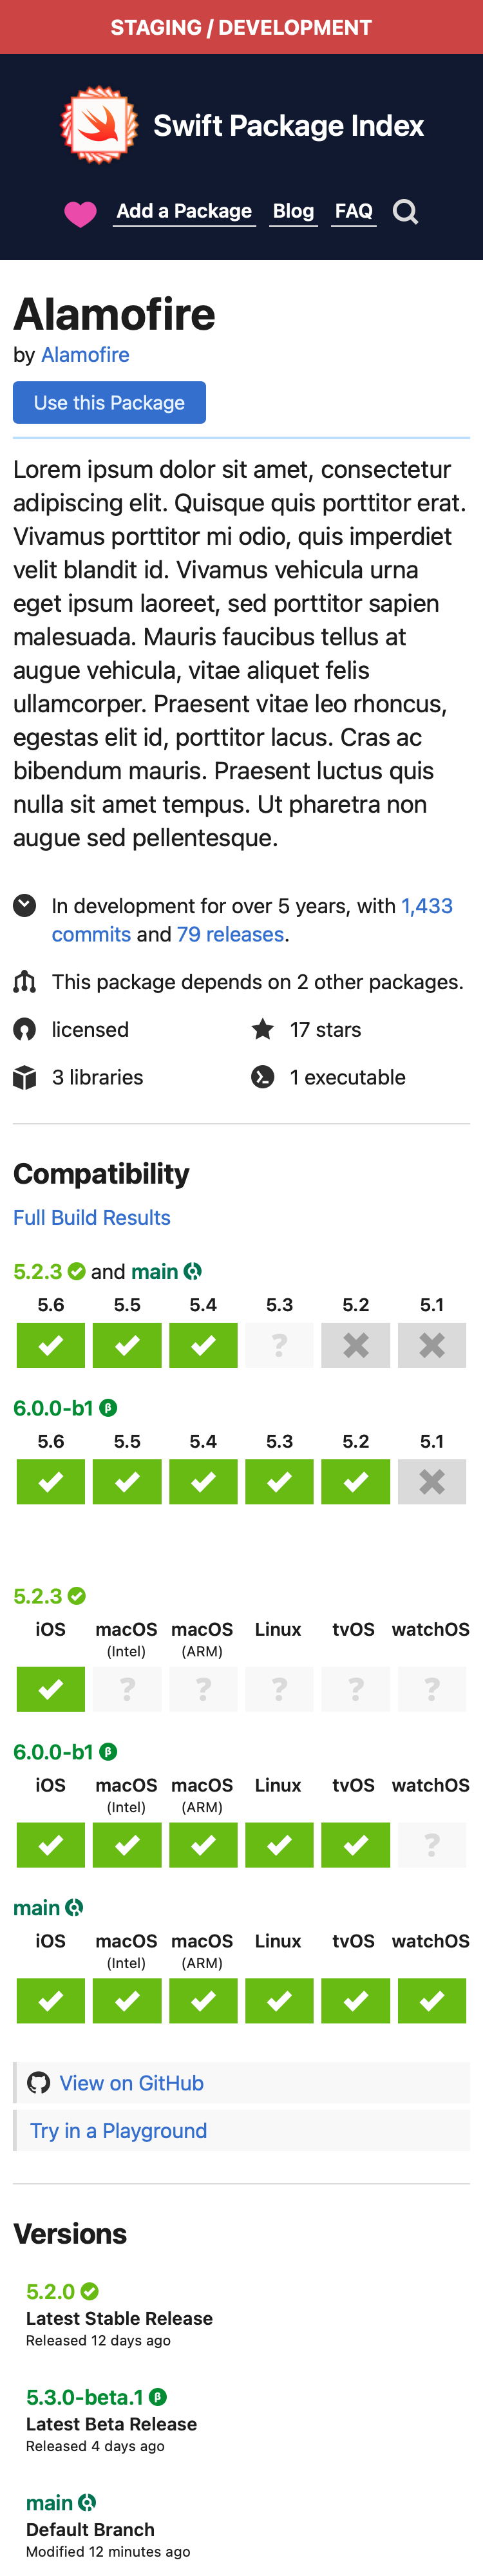 STAGING / DEVELOPMENT
Swift Package Index
Add a Package Blog FAQ
Alamofire
by Alamofire
Use this Package
Lorem ipsum dolor sit amet, consectetur
adipiscing elit. Quisque quis porttitor erat.
Vivamus porttitor mi odio, quis imperdiet
velit blandit id. Vivamus vehicula urna
eget ipsum laoreet, sed porttitor sapien
malesuada. Mauris faucibus tellus at
augue vehicula, vitae aliquet felis
ullamcorper. Praesent vitae leo rhoncus,
egestas elit id, porttitor lacus. Cras ac
bibendum mauris. Praesent luctus quis
nulla sit amet tempus. Ut pharetra non
augue sed pellentesque.
In development for over 5 years, with 1,433
commits and 79 releases.
This package depends on 2 other packages.
licensed 17 stars
3 libraries 1 executable
Compatibility
Full Build Results
5.2.3 and main
5.6 5.5 5.4 5.3 5.2 5.1
?
6.0.0-b1 β
5.6 5.5 5.4 5.3 5.2 5.1
5.2.3
iOS macOS macOS Linux tvOS watchOS
(Intel) (ARM)
? ? ? ? ?
6.0.0-b1 β
iOS macOS macOS Linux tvOS watchOS
(Intel) (ARM)
?
main
iOS macOS macOS Linux tvOS watchOS
(Intel) (ARM)
View on GitHub
Try in a Playground
Versions
5.2.0
Latest Stable Release
Released 12 days ago
5.3.0-beta.1 β
Latest Beta Release
Released 4 days ago
main
Default Branch
Modified 12 minutes ago